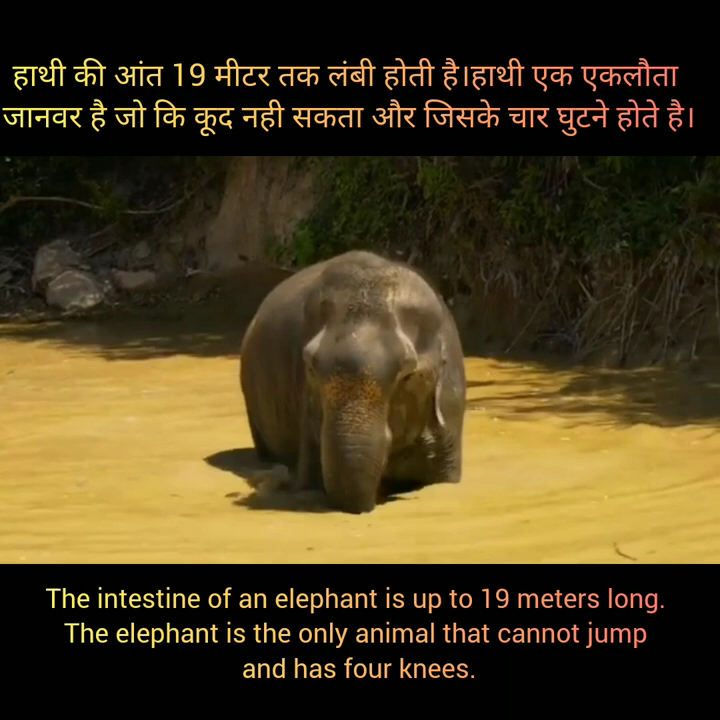 हाथी की आंत 19 मीटर तक लंबी होती है।हाथी एक एकलौता
जानवर है जो कि कूद नही सकता और जिसके चार घुटने होते है।
The intestine of an elephant is up to 19 meters long.
The elephant is the only animal that cannot jump
and has four knees.